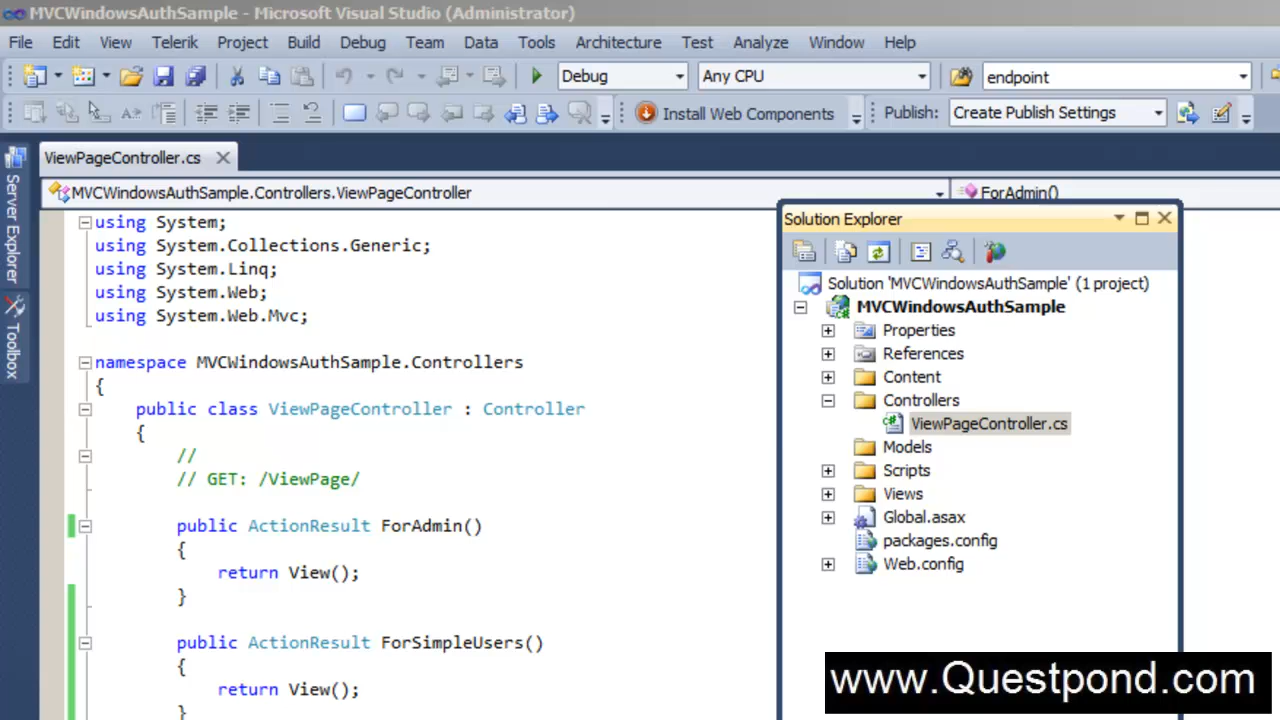 MVCWindowsAuthSample - Microsoft Visual Studio (Administrator)
File Edit View Telerik Project Build Debug Team Data Tools Architecture Test Analyze Window Help
Debug Any CPU endpoint
Install Web Components Publish: Create Publish Settings
Server Explorer
Toolbox
ViewPageController.cs
MVCWindowsAuthSample.Controllers.ViewPageController ForAdmin()
using System;
using System.Collections.Generic;
using System.Linq;
using System.Web;
using System.Web.Mvc;
namespace MVCWindowsAuthSample.Controllers
{
public class ViewPageController : Controller
{
//
// GET: /ViewPage/
public ActionResult ForAdmin()
{
return View();
}
public ActionResult ForSimpleUsers()
{
return View();
}
Solution Explorer
Solution 'MVCWindowsAuthSample' (1 project)
MVCWindowsAuthSample
Properties
References
Content
Controllers
ViewPageController.cs
Models
Scripts
Views
Global.asax
packages.config
Web.config
www.Questpond.com